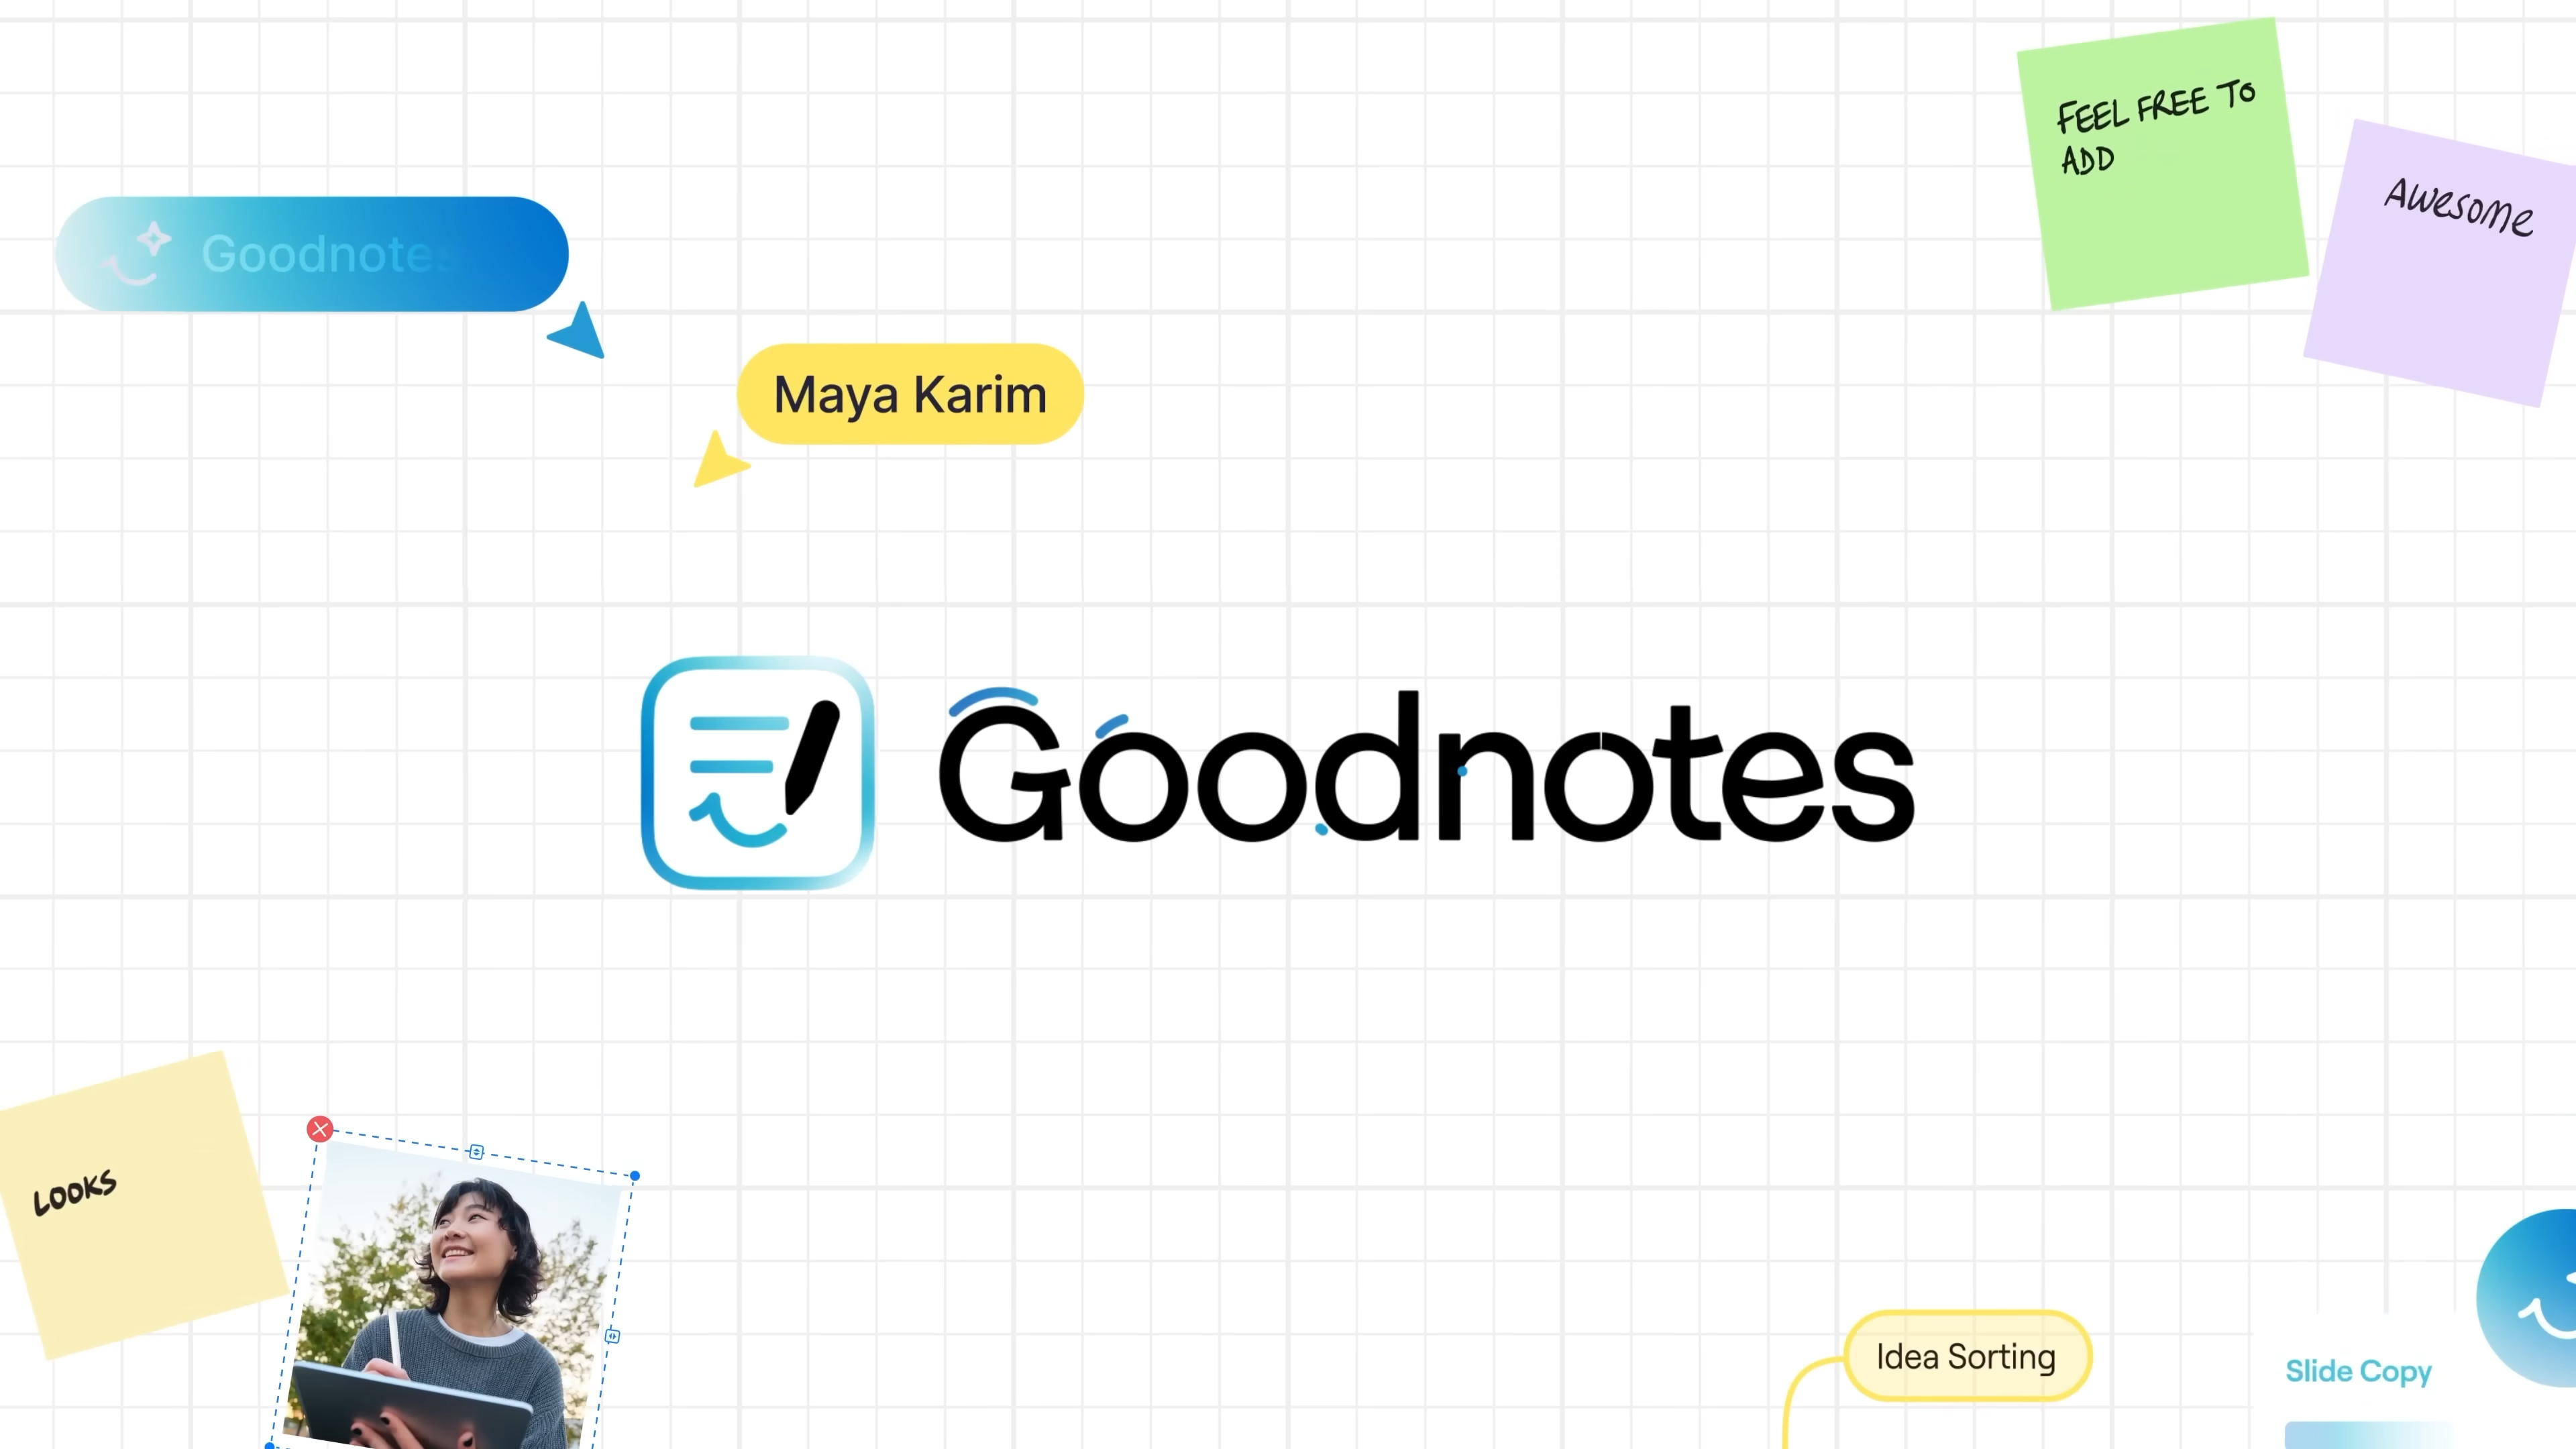 FEEL FREE TO
ADD
Awesome
Goodnotes
Maya Karim
Goodnotes
LOOKS
Idea Sorting
Slide Copy